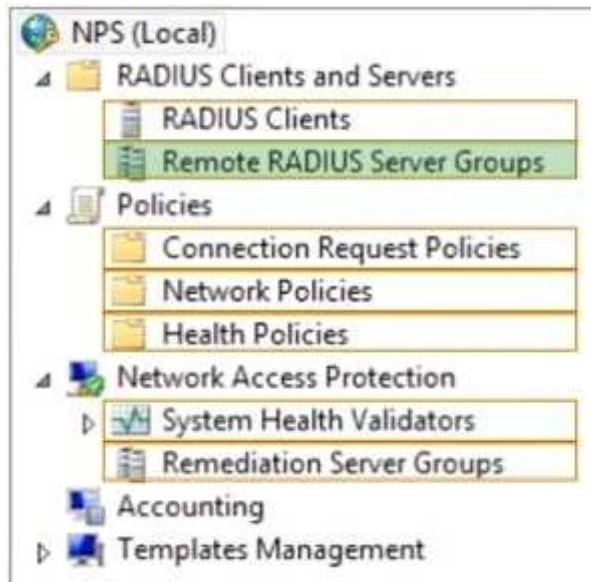 NPS (Local)
RADIUS Clients and Servers
RADIUS Clients
Remote RADIUS Server Groups
Policies
Connection Request Policies
Network Policies
Health Policies
Network Access Protection
System Health Validators
Remediation Server Groups
Accounting
Templates Management